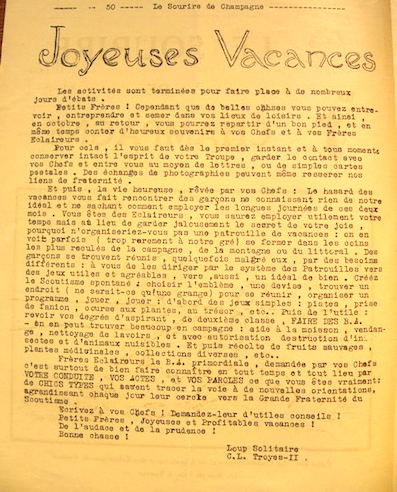 50 ----- Le Sourire de Champagne
Joyeuses Vacances
Les activités sont terminées pour faire place à de nombreux
jours d'ébats .
Petits Frères ! Cependant que de belles choses vous pouvez entre-
voir , entreprendre et semer dans vos lieux de loisirs . Et ainsi ,
en octobre , au retour , vous pourrez repartir d'un bon pied , et en
même temps conter d'heureux souvenirs à vos Chefs et à vos Frères
Eclaireurs .
Pour cela , il vous faut dès le premier instant et à tous moments
conserver intact l'esprit de votre Troupe , garder le contact avec
vos Chefs et entre vous au moyen de lettres , ou de simples cartes
postales . Des échanges de photographies peuvent même resserrer nos
liens de fraternité .
Et puis , la vie heureuse , rêvée par vos Chefs : Le hasard des
vacances vous fait rencontrer des garçons ne connaissant rien de notre
idéal et ne sachant comment employer les longues journées de ces deux
mois . Vous êtes des Eclaireurs , vous saurez employer utilement votre
temps mais au lieu de garder jalousement le secret de votre joie ,
pourquoi n'organiseriez-vous pas une patrouille de vacances : on en
voit parfois ( trop rarement à notre gré) se former dans les coins
les plus reculés de la campagne , de la montagne ou du littoral . Des
garçons se trouvent réunis , quelquefois malgré eux , par des besoins
différents : à vous de les diriger par le système des Patrouilles vers
des jeux utiles et agréables , vers ,aussi , un idéal de bien . Créez
le Scoutisme spontané : choisir l'emblème , une devise , trouver un
endroit ( ne serait-ce qu'une grange) pour se réunir , organiser un
programme , jouer , jouer : d'abord des jeux simples : pistes , prise
de fanion , course aux plantes , au trésor , etc.. Puis de l'utile :
revoir vos degrés d'aspirant , de deuxième classe , FAIRE DES B.A.
- en en peut trouver beaucoup en campagne : aide à la moisson , vendan-
ges , nettoyage de lavoirs , et avec autorisation destruction d'in
sectes et d'animaux nuisibles . Et puis récolte de fruits sauvages ,
plantes médicinales , collections diverses , etc..
Frères Eclaireurs la B.A. primordiale , demandée par vos Chefs
c'est surtout de bien faire connaître en tout temps et tout lieu par
VOTRE CONDUITE , VOS ACTES , et VOS PAROLES ce que vous êtes vraiment:
de CHICS TYPES qui savent tracer la voie à de nouvelles orientations,
agrandissant chaque jour leur cercle vers la Grande Fraternité du
Scoutisme .
Ecrivez à vos Chefs ! Demandez-leur d'utiles conseils !
Petits Frères , Joyeuses et Profitables vacances !
De l'audace et de la prudence !
Bonne chasse !
Loup Solitaire
C.L. Troyes-II .